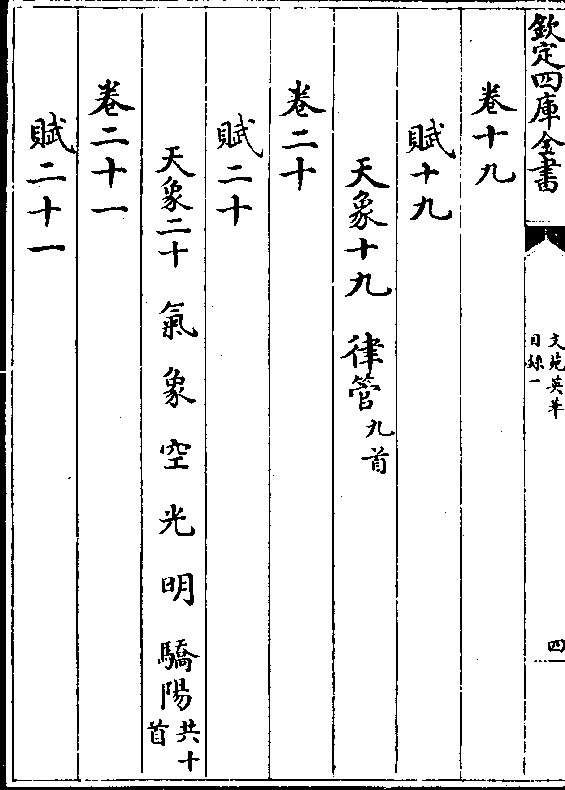 欽定四庫全書
文苑英華
目録一
四
卷十九
賦十九
天象十九 律管九首
卷二十
賦二十
天象二十 氣 象 空 光 明 驕陽共十首
卷二十一
賦二十一